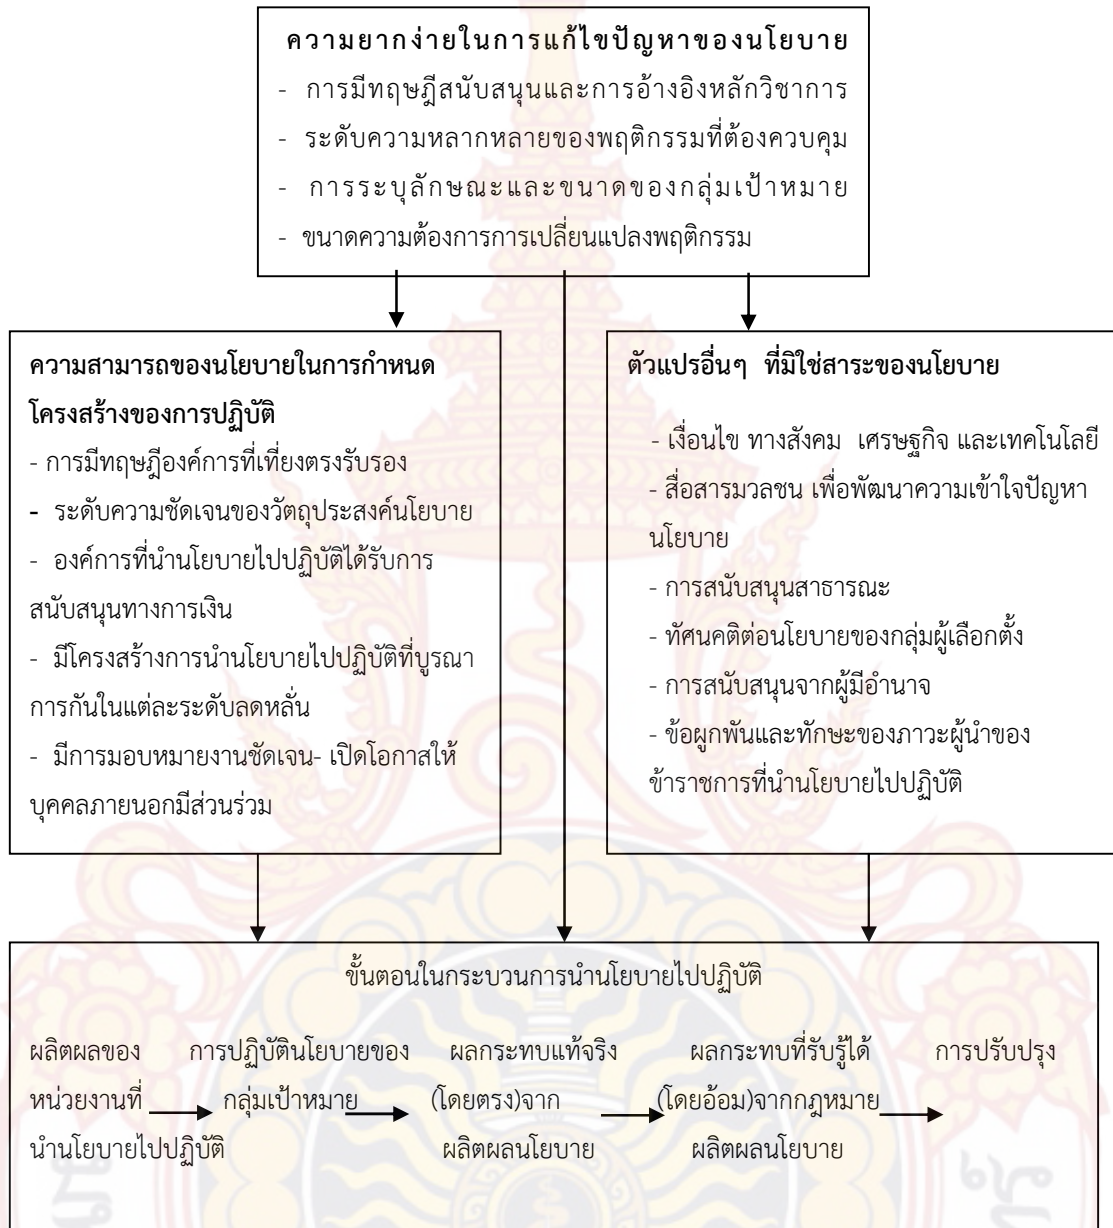 ความยากง่ายในการแก้ไขปัญหาของนโยบาย
- การมีทฤษฎีสนับสนุนและการอ้างอิงหลักวิชาการ
- ระดับความหลากหลายของพฤติกรรมที่ต้องควบคุม
- การระบุลักษณะและขนาดของกลุ่มเป้าหมาย
- ขนาดความต้องการการเปลี่ยนแปลงพฤติกรรม
ความสามารถของนโยบายในการกำหนด
โครงสร้างของการปฏิบัติ
- การมีทฤษฎีองค์การที่เที่ยงตรงรับรอง
- ระดับความชัดเจนของวัตถุประสงค์นโยบาย
- องค์การที่นำนโยบายไปปฏิบัติได้รับการ
สนับสนุนทางการเงิน
- มีโครงสร้างการนำนโยบายไปปฏิบัติที่บูรณา
การกันในแต่ละระดับลดหลั่น
- มีการมอบหมายงานชัดเจน- เปิดโอกาสให้
บุคคลภายนอกมีส่วนร่วม
ตัวแปรอื่นๆ ที่มิใช่สาระของนโยบาย
- เงื่อนไข ทางสังคม เศรษฐกิจ และเทคโนโลยี
- สื่อสารมวลชน เพื่อพัฒนาความเข้าใจปัญหา
นโยบาย
- การสนับสนุนสาธารณะ
- ทัศนคติต่อนโยบายของกลุ่มผู้เลือกตั้ง
- การสนับสนุนจากผู้มีอำนาจ
- ข้อผูกพันและทักษะของภาวะผู้นำของ
ข้าราชการที่นำนโยบายไปปฏิบัติ
ขั้นตอนในกระบวนการนำนโยบายไปปฏิบัติ
ผลิตผลของ การปฏิบัตินโยบายของ ผลกระทบแท้จริง ผลกระทบที่รับรู้ได้ การปรับปรุง
หน่วยงานที่ กลุ่มเป้าหมาย (โดยตรง)จาก (โดยอ้อม)จากกฎหมาย
นำนโยบายไปปฏิบัติ ผลิตผลนโยบาย ผลิตผลนโยบาย